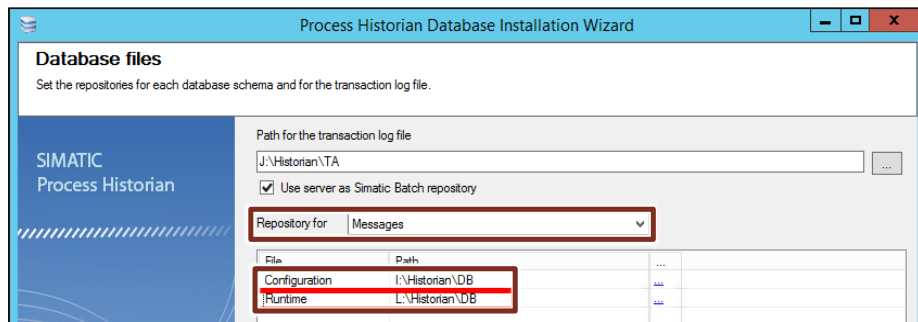 Process Historian Database Installation Wizard
Database files
Set the repositories for each database schema and for the transaction log file.
SIMATIC
Process Historian
Path for the transaction log file
J:\Historian\TA
...
Use server as Simatic Batch repository
Repository for Messages
File Path ...
Configuration I:\Historian\DB ...
Runtime L:\Historian\DB ...